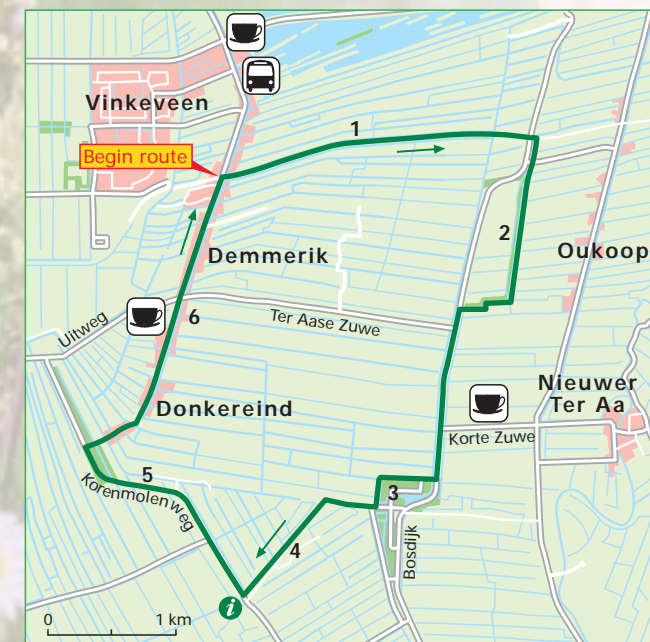 Vinkeveen
Begin route
1
2
Demmerik
Oukoop
6
Ter Aase Zuwe
Uitweg
Nieuwer
Ter Aa
Donkereind
Korte Zuwe
5
Korenmolenweg
3
4
Bosdijk
i
0 1 km